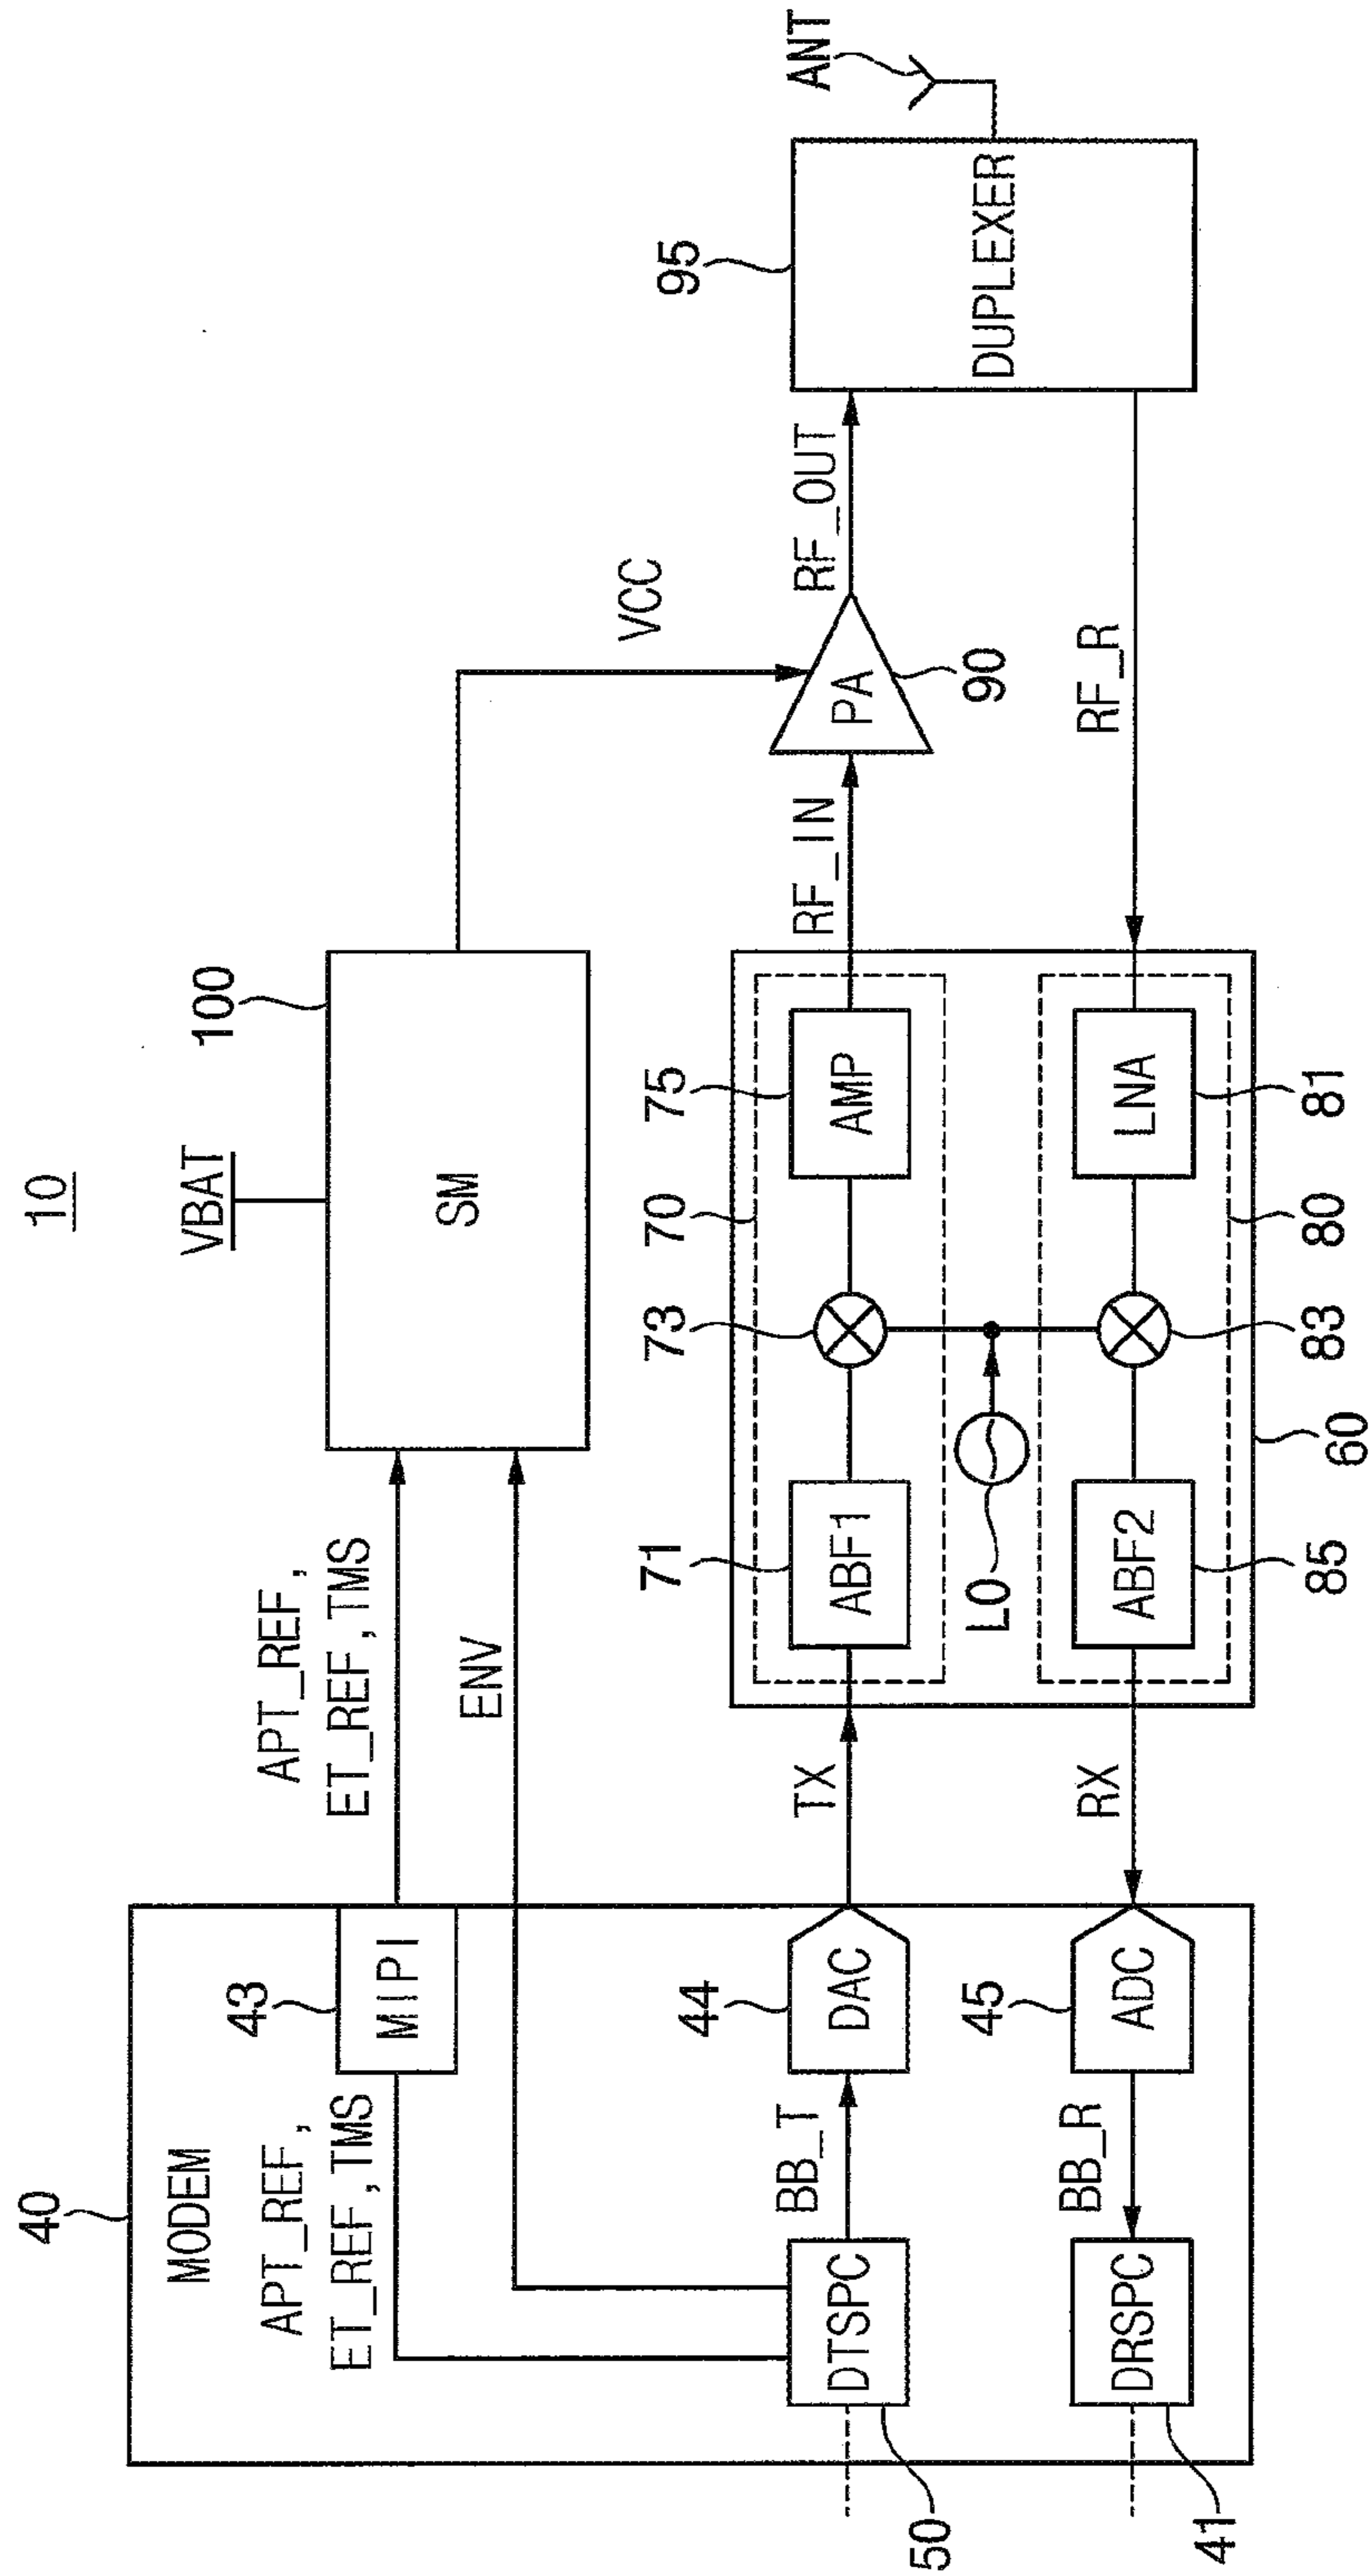 10
40
MODEM
APT_REF,
ET_REF,TMS
43
MIPI
APT_REF,
ET_REF,TMS
ENV
VBAT
100
SM
VCC
DTSPC
50
BB_T
44
DAC
TX
71
ABF1
73
70
75
AMP
RF_IN
PA
90
RF_OUT
95
DUPLEXER
ANT
LO
DRSPC
41
BB_R
45
ADC
RX
ABF2
85
83
80
LNA
81
60
RF_R